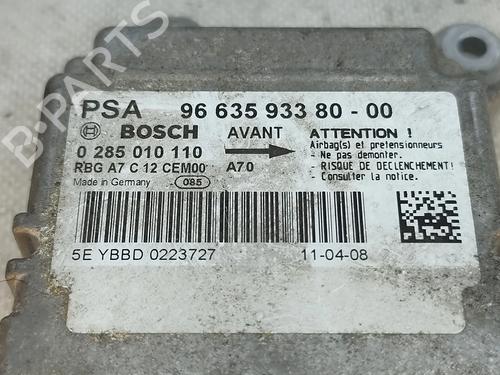 PSA 96 635 933 80 - 00
BOSCH AVANT
0 285 010 110
RBG A7 C 12 CEM00 A70
Made in Germany 085
ATTENTION !
Airbag(s) et pretensionneurs
- Ne pas demonter.
- RISQUE DE DECLENCHEMENT!
- Consulter la notice.
5E YBBD 0223727 11-04-08
B-PARTS